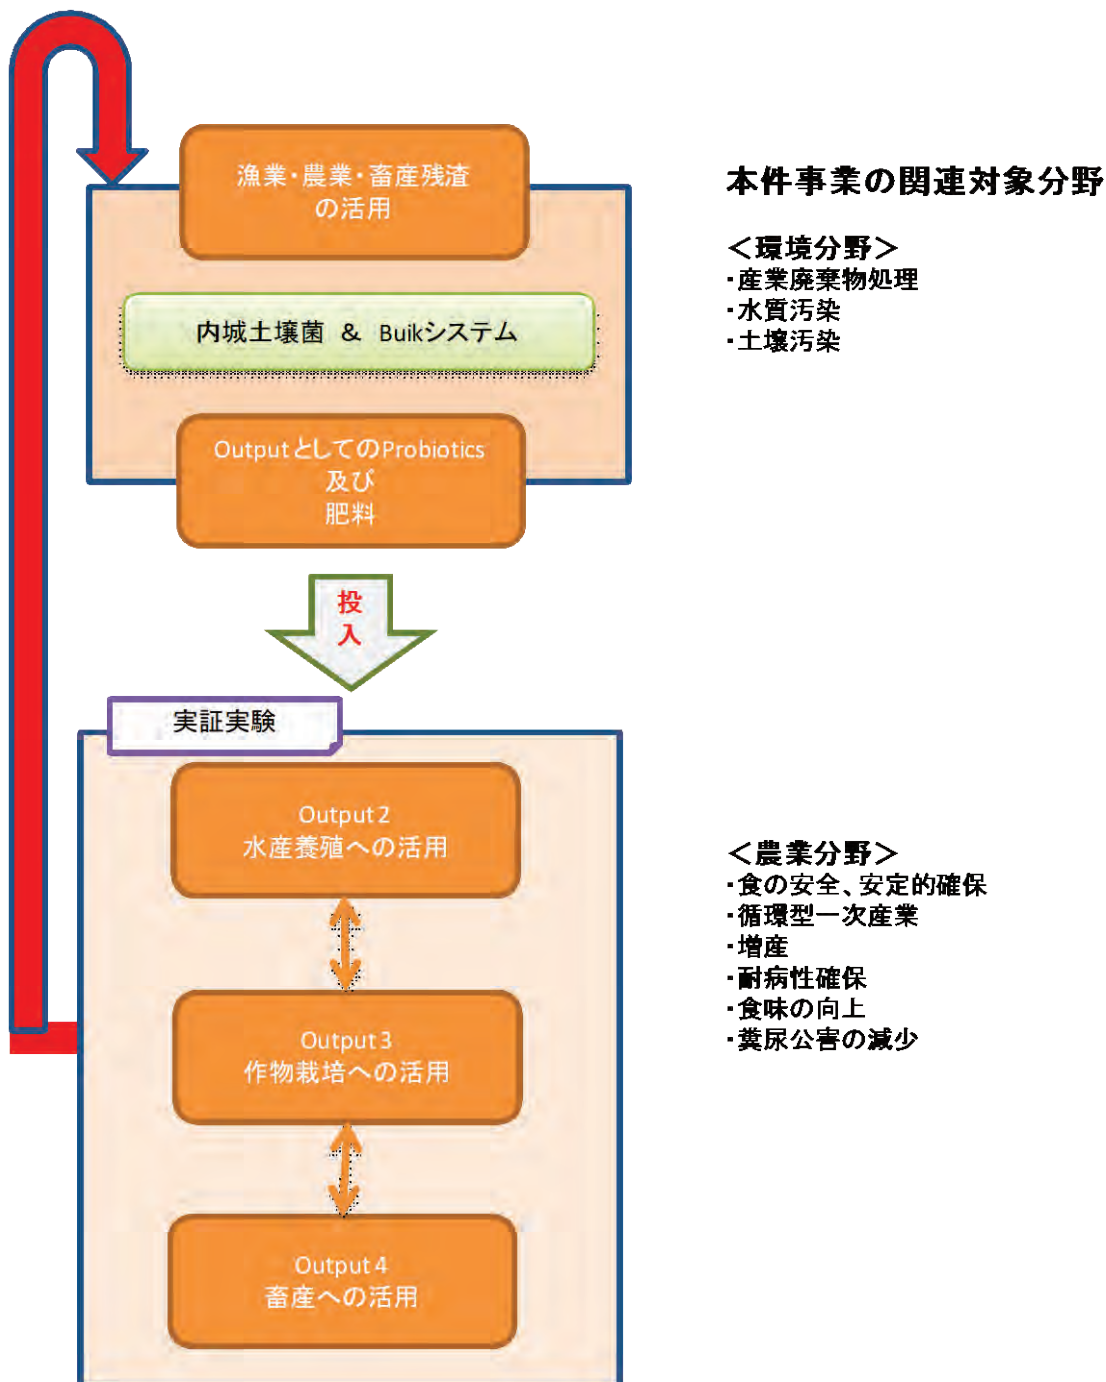 漁業・農業・畜産残渣
の活用
内城土壌菌 & Buikシステム
OutputとしてのProbiotics
及び
肥料
投
入
実証実験
Output 2
水産養殖への活用
Output 3
作物栽培への活用
Output 4
畜産への活用
本件事業の関連対象分野
＜環境分野＞
・産業廃棄物処理
・水質汚染
・土壌汚染
＜農業分野＞
・食の安全、安定的確保
・循環型一次産業
・増産
・耐病性確保
・食味の向上
・糞尿公害の減少